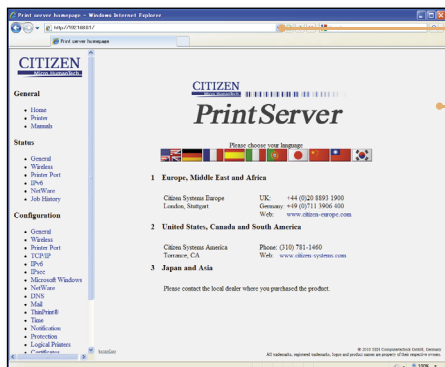 Print server homepage - Windows Internet Explorer
Print server homepage
CITIZEN
Micro HumanTech
General
Home
Printer
Manuals
Status
General
Wireless
Printer Port
IPv6
NetWare
Job History
Configuration
General
Wireless
Printer Port
TCP/IP
IPv6
IPsec
Microsoft Windows
NetWare
DNS
Mail
ThinPrint®
Time
Notification
Protection
Logical Printers
Certificates
CITIZEN
Micro HumanTech
PrintServer
Please choose your language
1 Europe, Middle East and Africa
Citizen Systems Europe UK: +44 (0)20 8893 1900
London, Stuttgart Germany: +49 (0)711 3906 400
Web: www.citizen-europe.com
2 United States, Canada and South America
Citizen Systems America Phone: (310) 781-1460
Torrance, CA Web: www.citizen-systems.com
3 Japan and Asia
Please contact the local dealer where you purchased the product.
All trademarks, registered trademarks, logos and product names are property of their respective owners.
100%